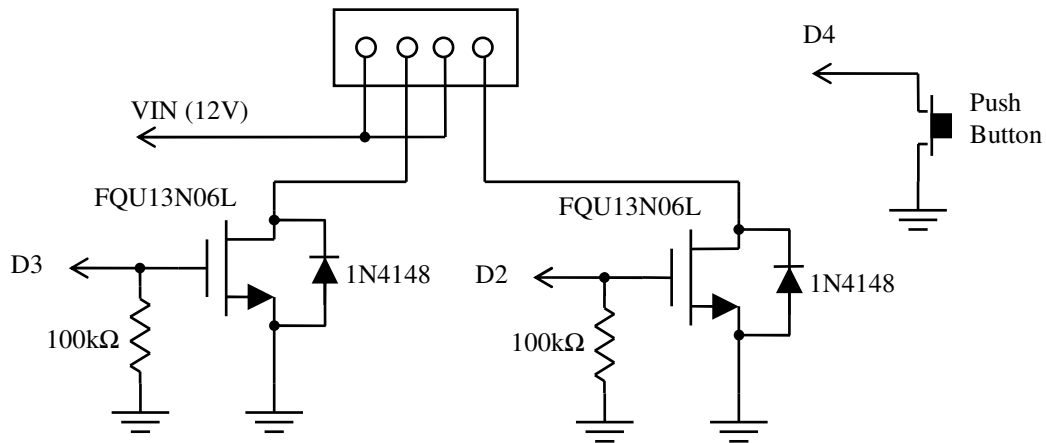 D4
Push
Button
VIN (12V)
FQU13N06L
FQU13N06L
D3
1N4148
D2
1N4148
100kΩ
100kΩ